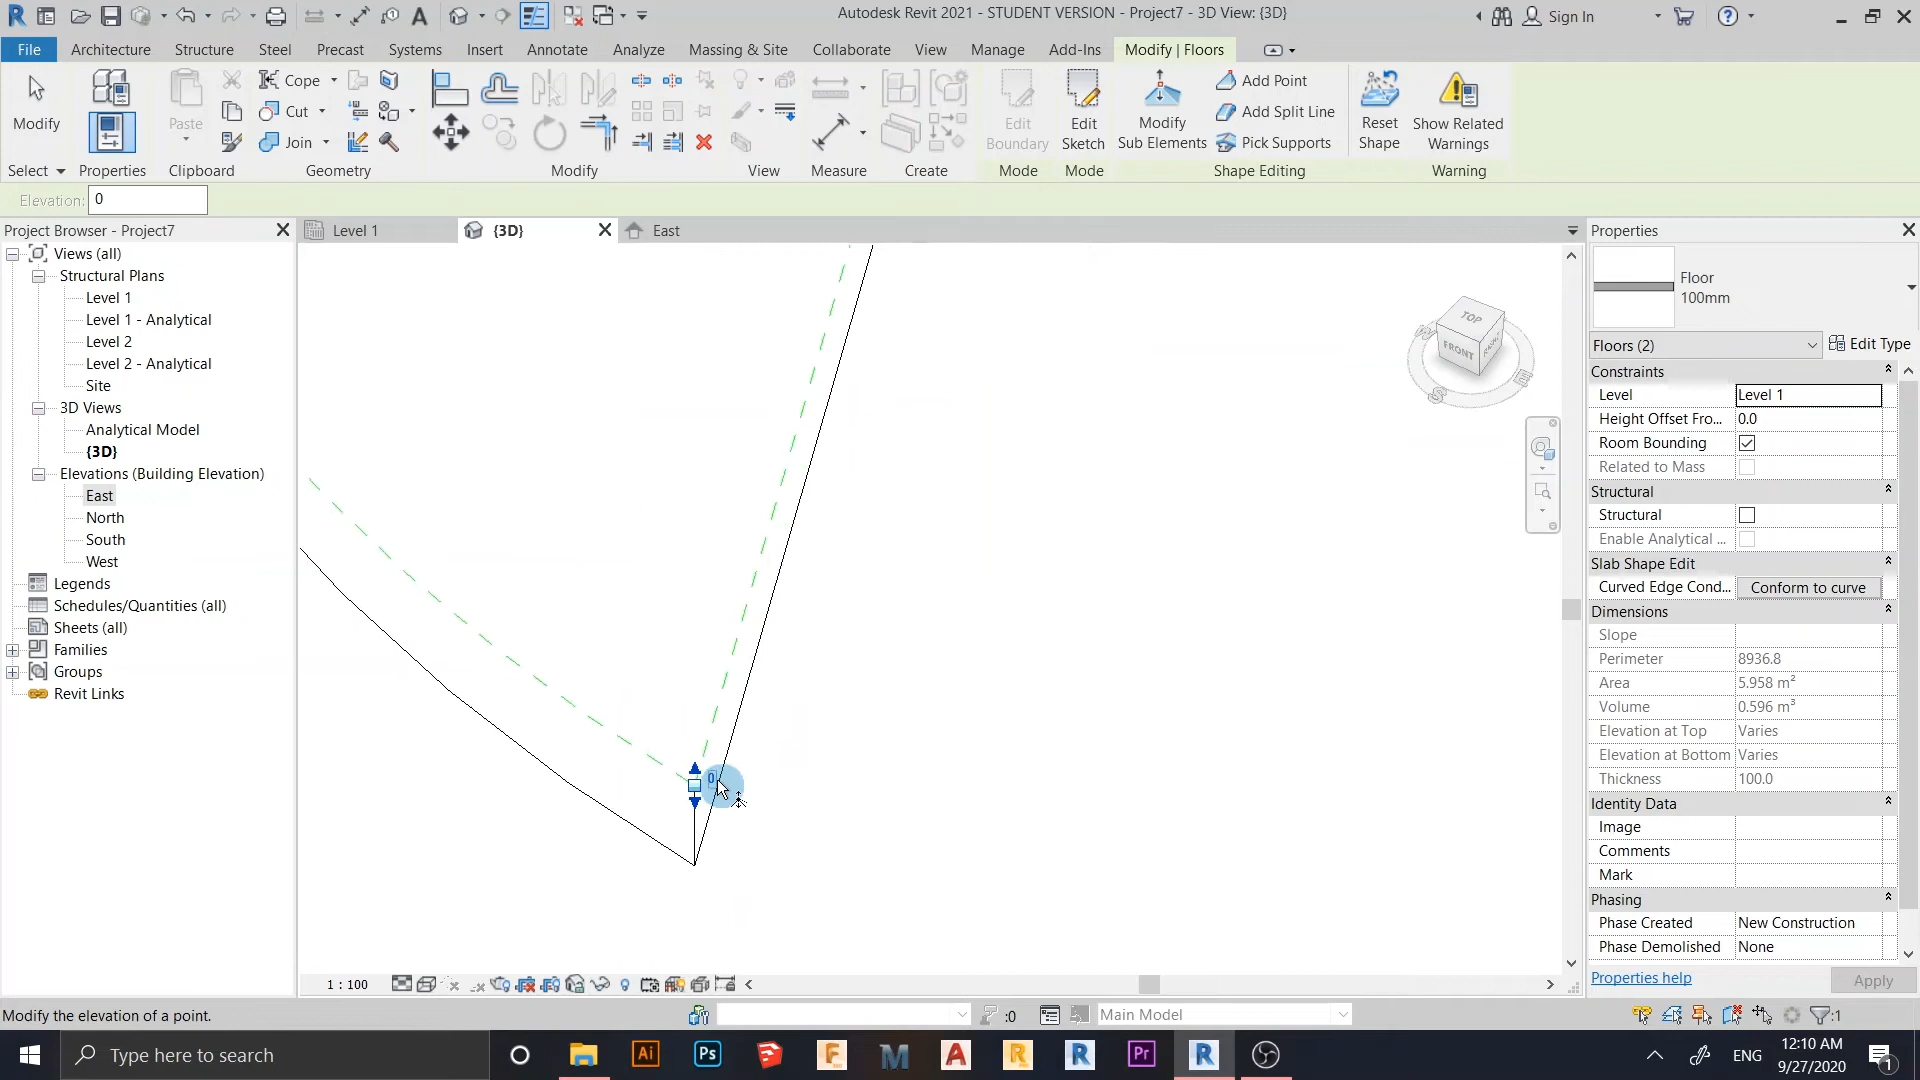 Autodesk Revit 2021 - STUDENT VERSION - Project7 - 3D View: {3D}
Sign In
File
Architecture
Structure
Steel
Precast
Systems
Insert
Annotate
Analyze
Massing & Site
Collaborate
View
Manage
Add-Ins
Modify | Floors
Modify
Paste
Cope
Cut
Join
Edit Boundary
Edit Sketch
Modify Sub Elements
Add Point
Add Split Line
Pick Supports
Reset Shape
Show Related Warnings
Select
Properties
Clipboard
Geometry
Modify
View
Measure
Create
Mode
Mode
Shape Editing
Warning
Elevation: 0
Project Browser - Project7
Level 1
{3D}
East
Properties
Views (all)
Structural Plans
Level 1
Level 1 - Analytical
Level 2
Level 2 - Analytical
Site
3D Views
Analytical Model
{3D}
Elevations (Building Elevation)
East
North
South
West
Legends
Schedules/Quantities (all)
Sheets (all)
Families
Groups
Revit Links
TOP
FRONT
W
S
E
0
Floor
100mm
Floors (2)
Edit Type
Constraints
Level Level 1
Height Offset Fro... 0.0
Room Bounding
Related to Mass
Structural
Structural
Enable Analytical ...
Slab Shape Edit
Curved Edge Cond... Conform to curve
Dimensions
Slope
Perimeter 8936.8
Area 5.958 m²
Volume 0.596 m³
Elevation at Top Varies
Elevation at Bottom Varies
Thickness 100.0
Identity Data
Image
Comments
Mark
Phasing
Phase Created New Construction
Phase Demolished None
Properties help
Apply
1 : 100
Modify the elevation of a point.
:0
Main Model
:1
Type here to search
ENG
12:10 AM
9/27/2020
1